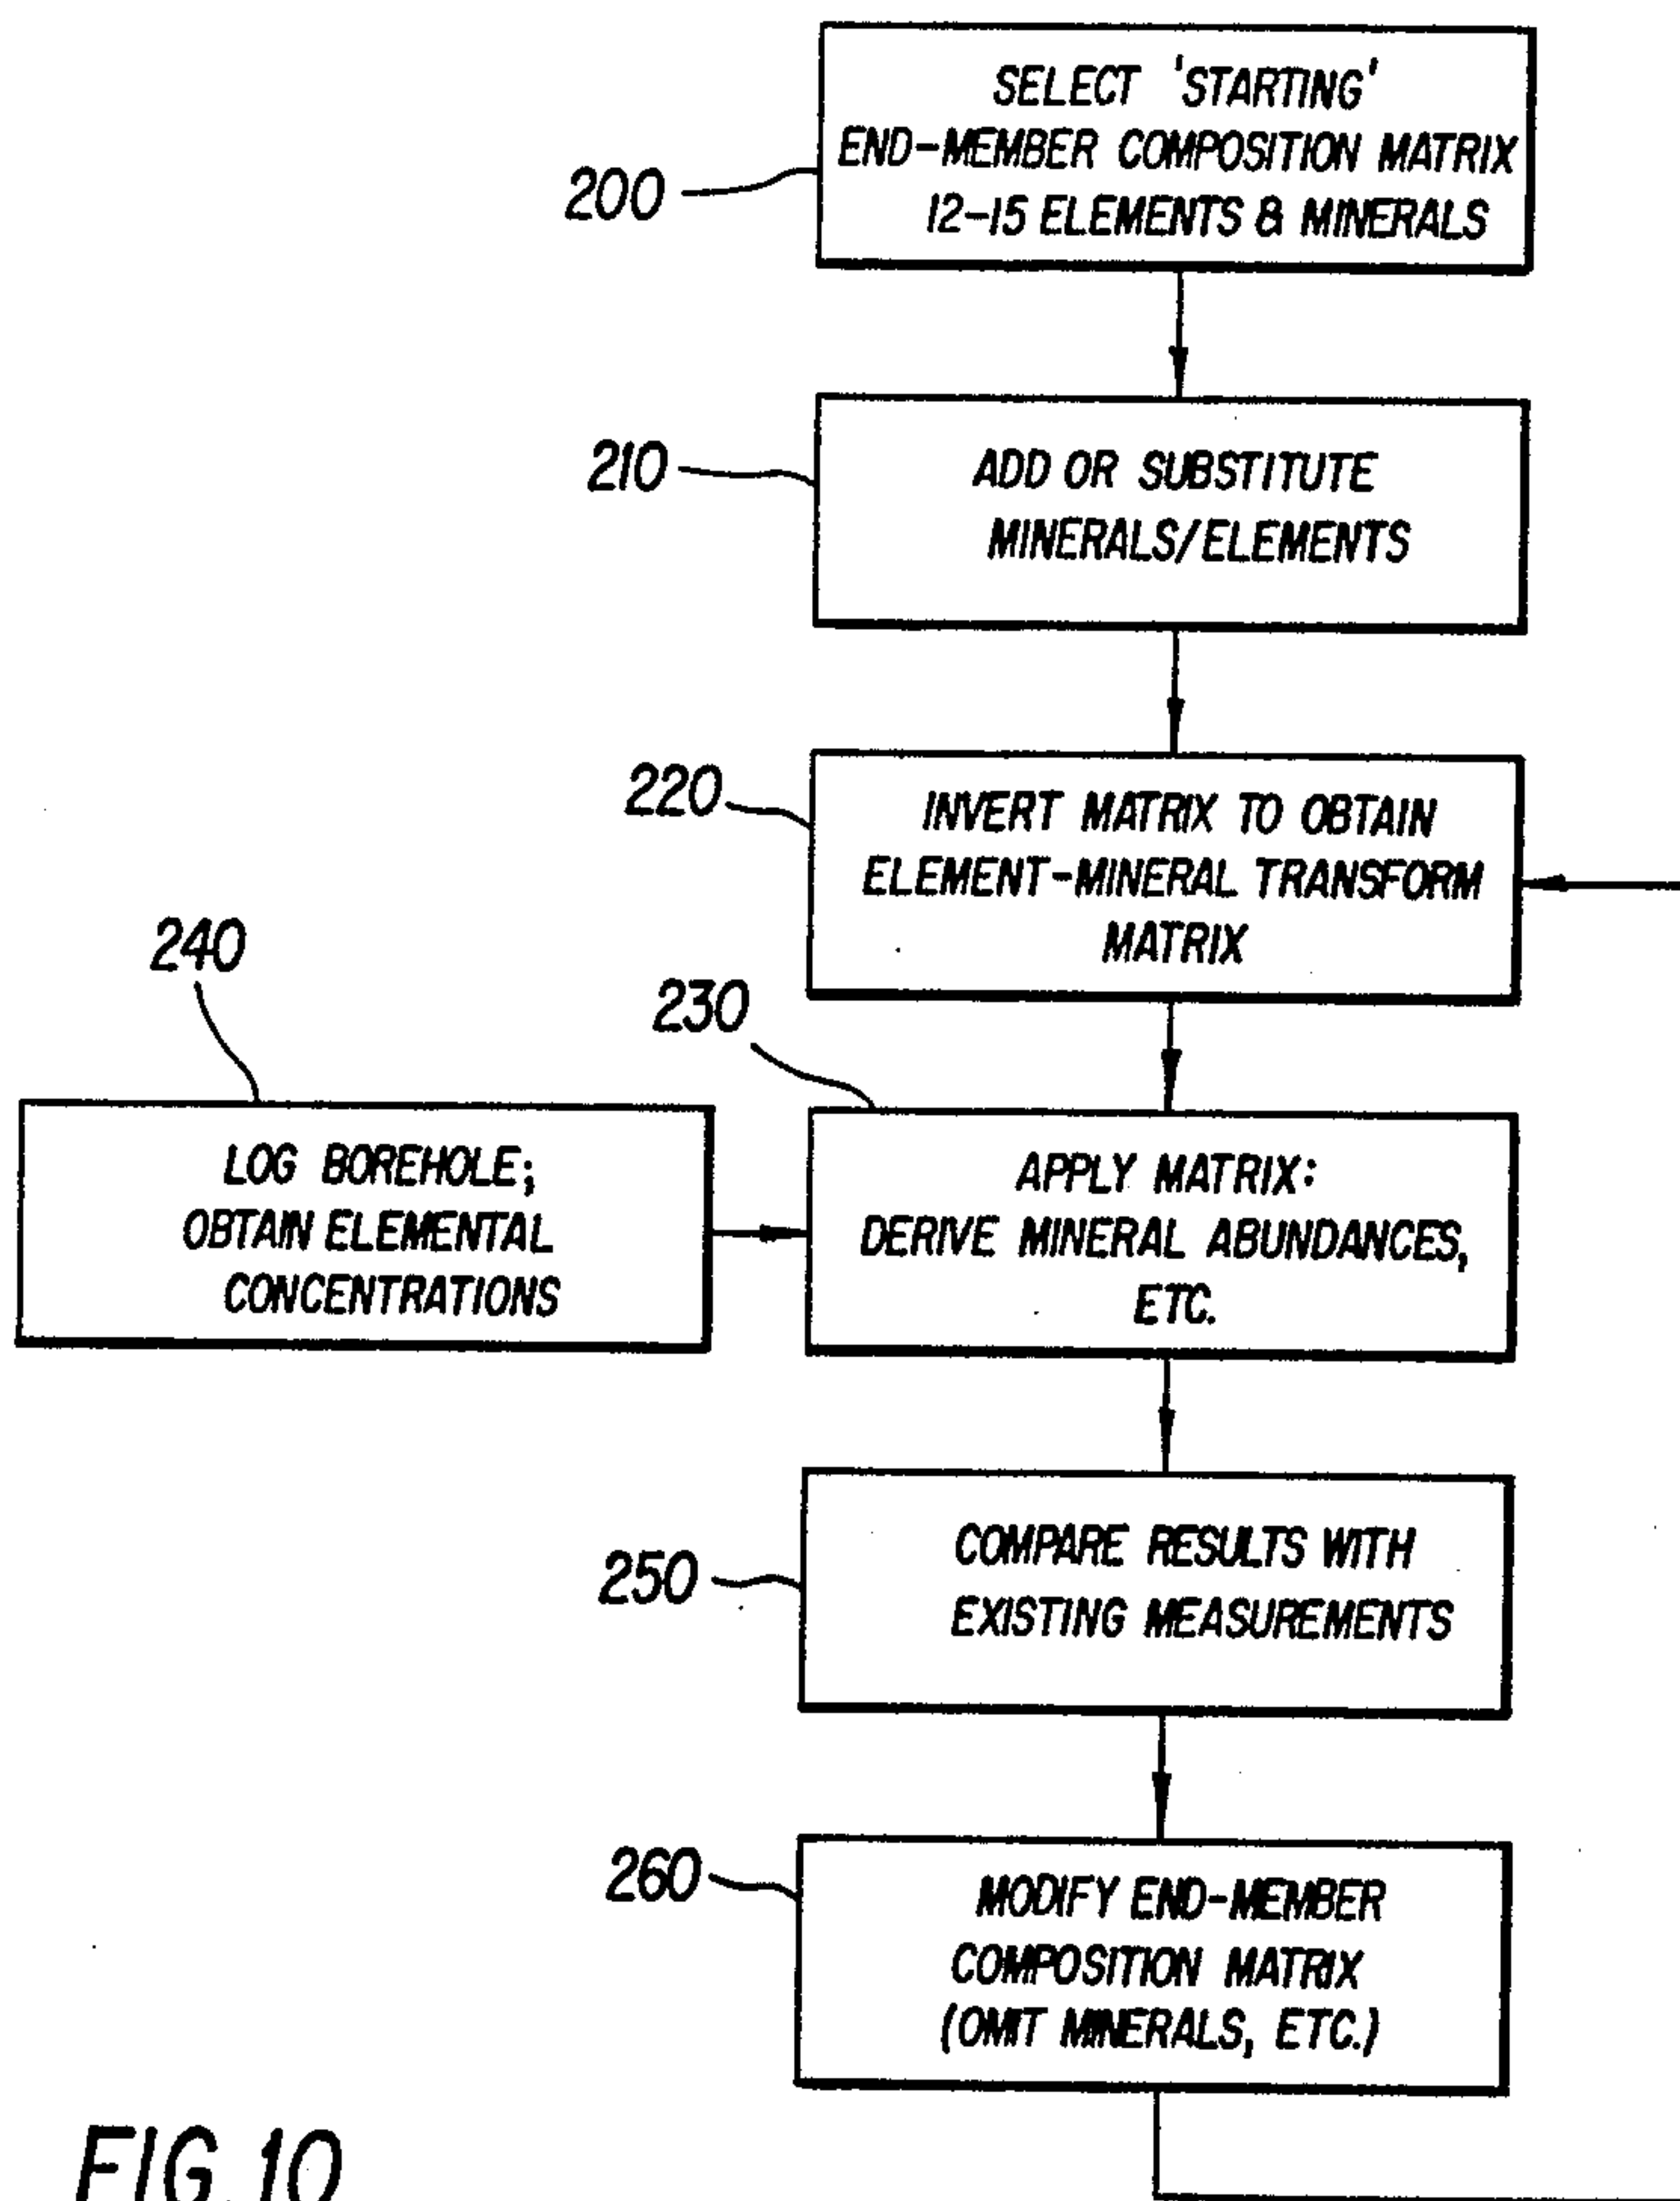 200
SELECT 'STARTING'
END-MEMBER COMPOSITION MATRIX
12-15 ELEMENTS & MINERALS
210
ADD OR SUBSTITUTE
MINERALS/ELEMENTS
220
INVERT MATRIX TO OBTAIN
ELEMENT-MINERAL TRANSFORM
MATRIX
240
LOG BOREHOLE;
OBTAIN ELEMENTAL
CONCENTRATIONS
230
APPLY MATRIX:
DERIVE MINERAL ABUNDANCES,
ETC.
250
COMPARE RESULTS WITH
EXISTING MEASUREMENTS
260
MODIFY END-MEMBER
COMPOSITION MATRIX
(OMIT MINERALS, ETC.)
FIG. 10